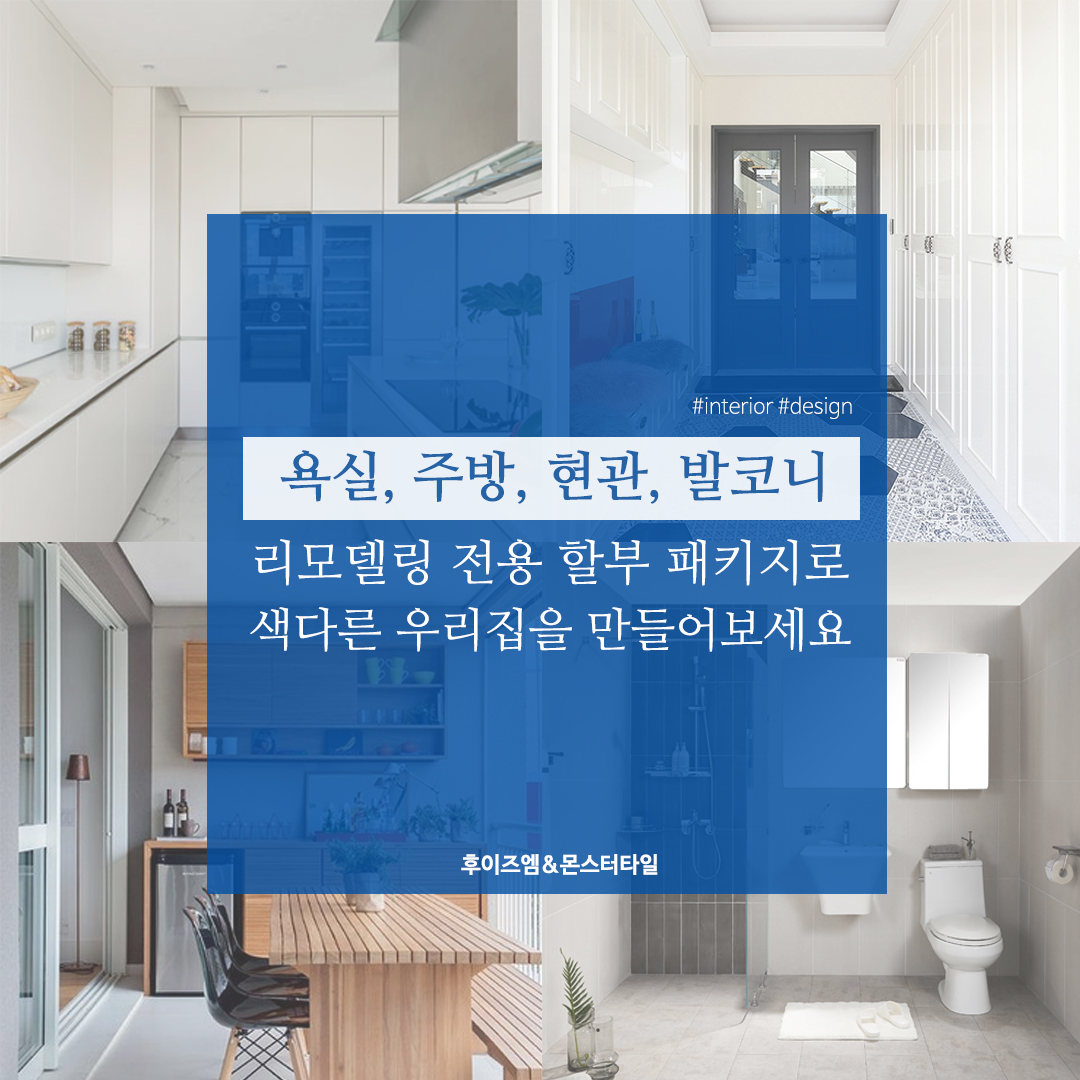 #interior #design
욕실, 주방, 현관, 발코니
리모델링 전용 할부 패키지로
색다른 우리집을 만들어보세요
후이즈엠&몬스터타일